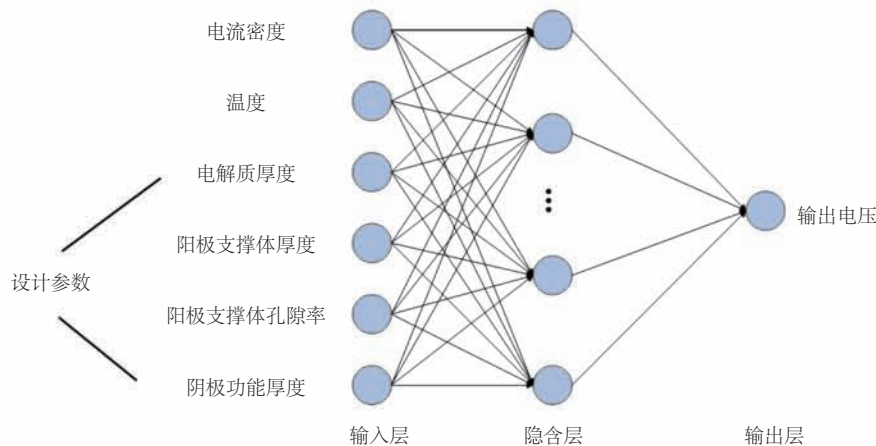 电流密度
温度
电解质厚度
阳极支撑体厚度
设计参数
阳极支撑体孔隙率
阴极功能厚度
输出电压
输入层
隐含层
输出层